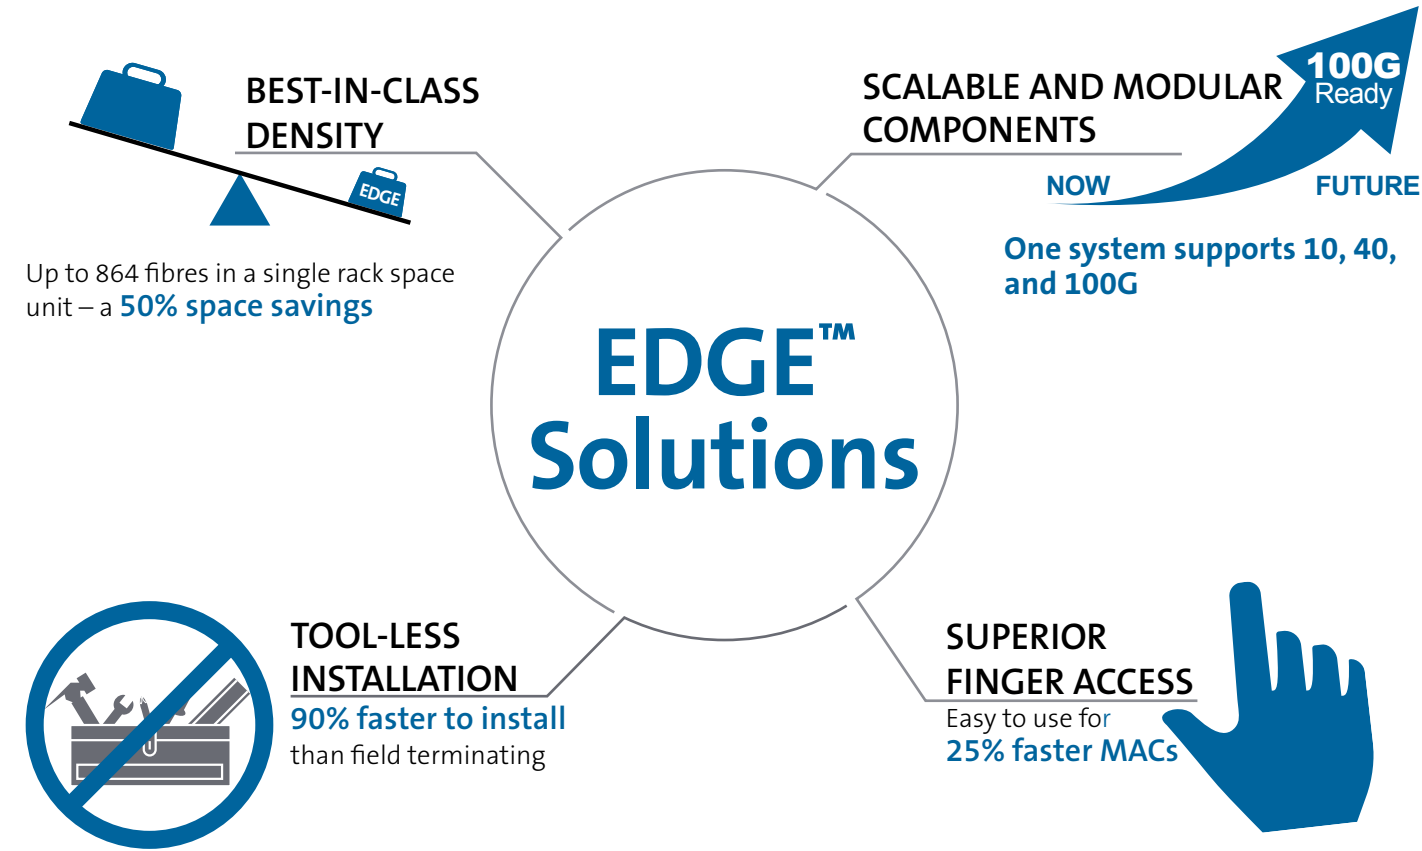 BEST-IN-CLASS
DENSITY
EDGE
Up to 864 fibres in a single rack space
unit – a 50% space savings
SCALABLE AND MODULAR
COMPONENTS
100G
Ready
NOW
FUTURE
One system supports 10, 40,
and 100G
EDGE™
Solutions
TOOL-LESS
INSTALLATION
90% faster to install
than field terminating
SUPERIOR
FINGER ACCESS
Easy to use for
25% faster MACs